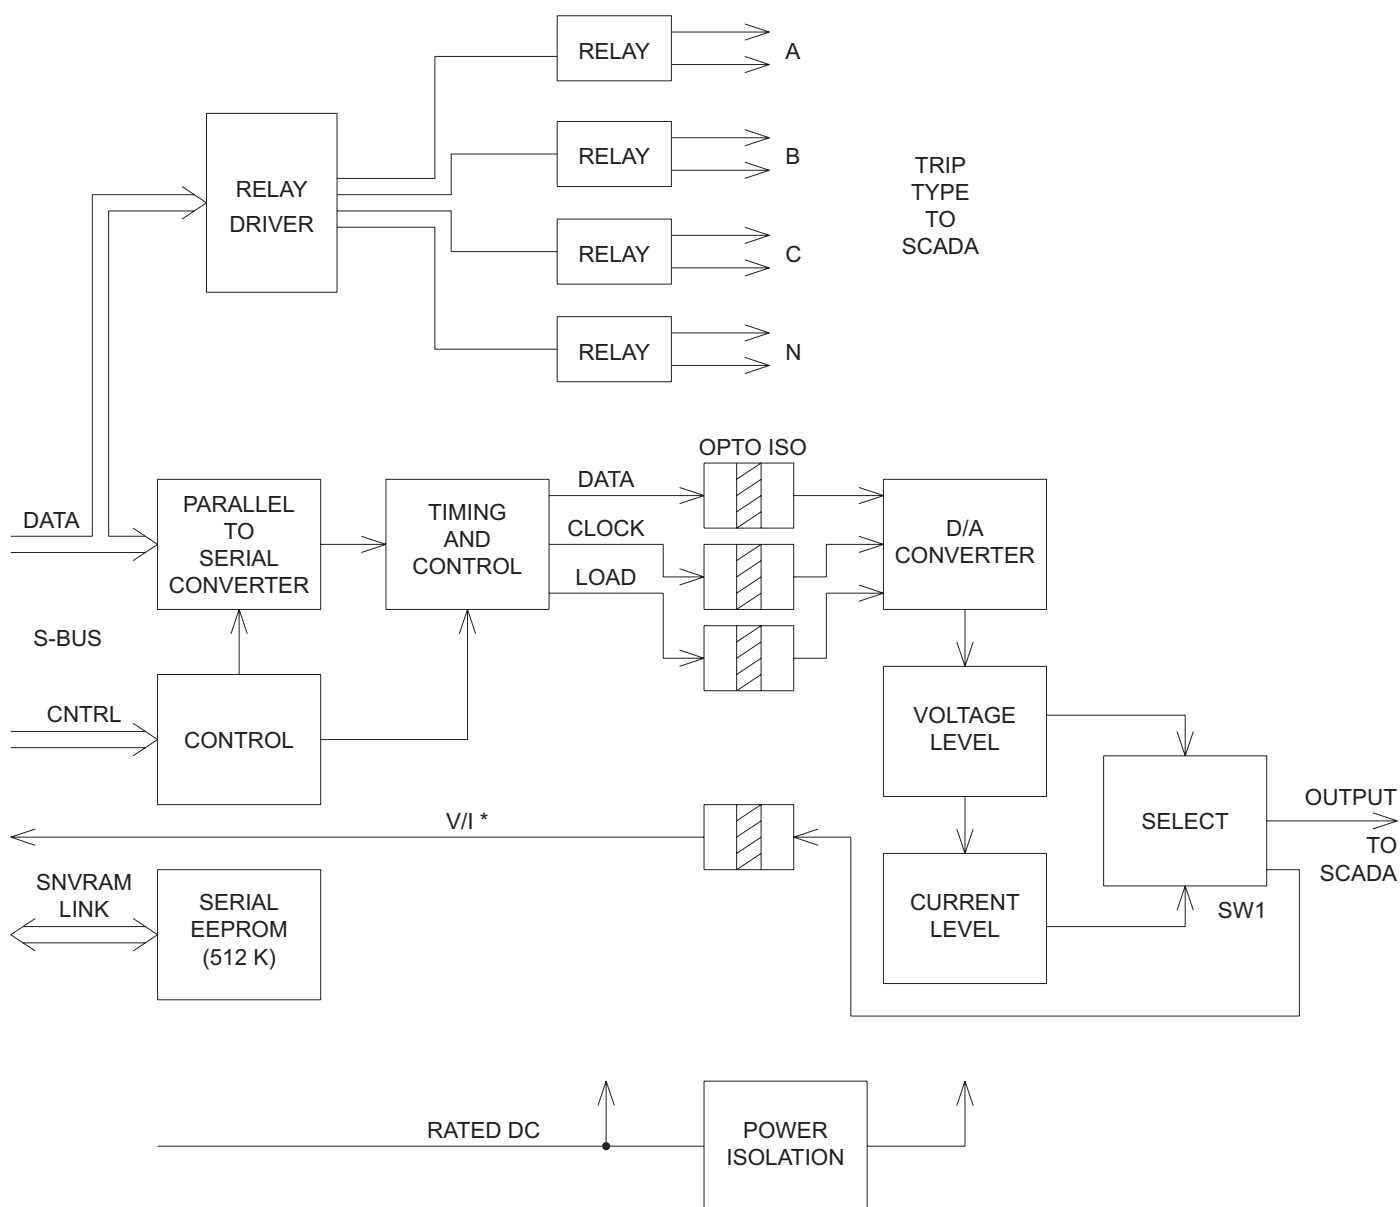 RELAY
A
RELAY
DRIVER
RELAY
B
RELAY
C
RELAY
N
TRIP
TYPE
TO
SCADA
OPTO ISO
DATA
PARALLEL
TO
SERIAL
CONVERTER
TIMING
AND
CONTROL
DATA
CLOCK
LOAD
D/A
CONVERTER
S-BUS
CNTRL
CONTROL
VOLTAGE
LEVEL
SELECT
SW1
OUTPUT
TO
SCADA
V/I *
CURRENT
LEVEL
SNVRAM
LINK
SERIAL
EEPROM
(512 K)
RATED DC
POWER
ISOLATION